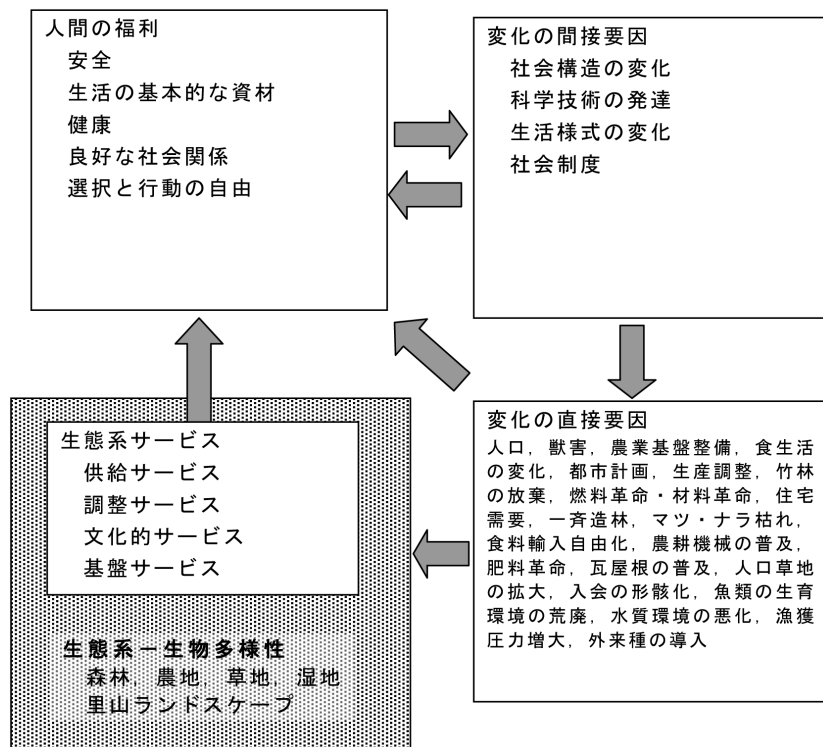 人間の福利
安全
生活の基本的な資材
健康
良好な社会関係
選択と行動の自由
変化の間接要因
社会構造の変化
科学技術の発達
生活様式の変化
社会制度
生態系サービス
供給サービス
調整サービス
文化的サービス
基盤サービス
生態系－生物多様性
森林，農地，草地，湿地
里山ランドスケープ
変化の直接要因
人口，獣害，農業基盤整備，食生活
の変化，都市計画，生産調整，竹林
の放棄，燃料革命・材料革命，住宅
需要，一斉造林，マツ・ナラ枯れ，
食料輸入自由化，農耕機械の普及，
肥料革命，瓦屋根の普及，人口草地
の拡大，入会の形骸化，魚類の生育
環境の荒廃，水質環境の悪化，漁獲
圧力増大，外来種の導入